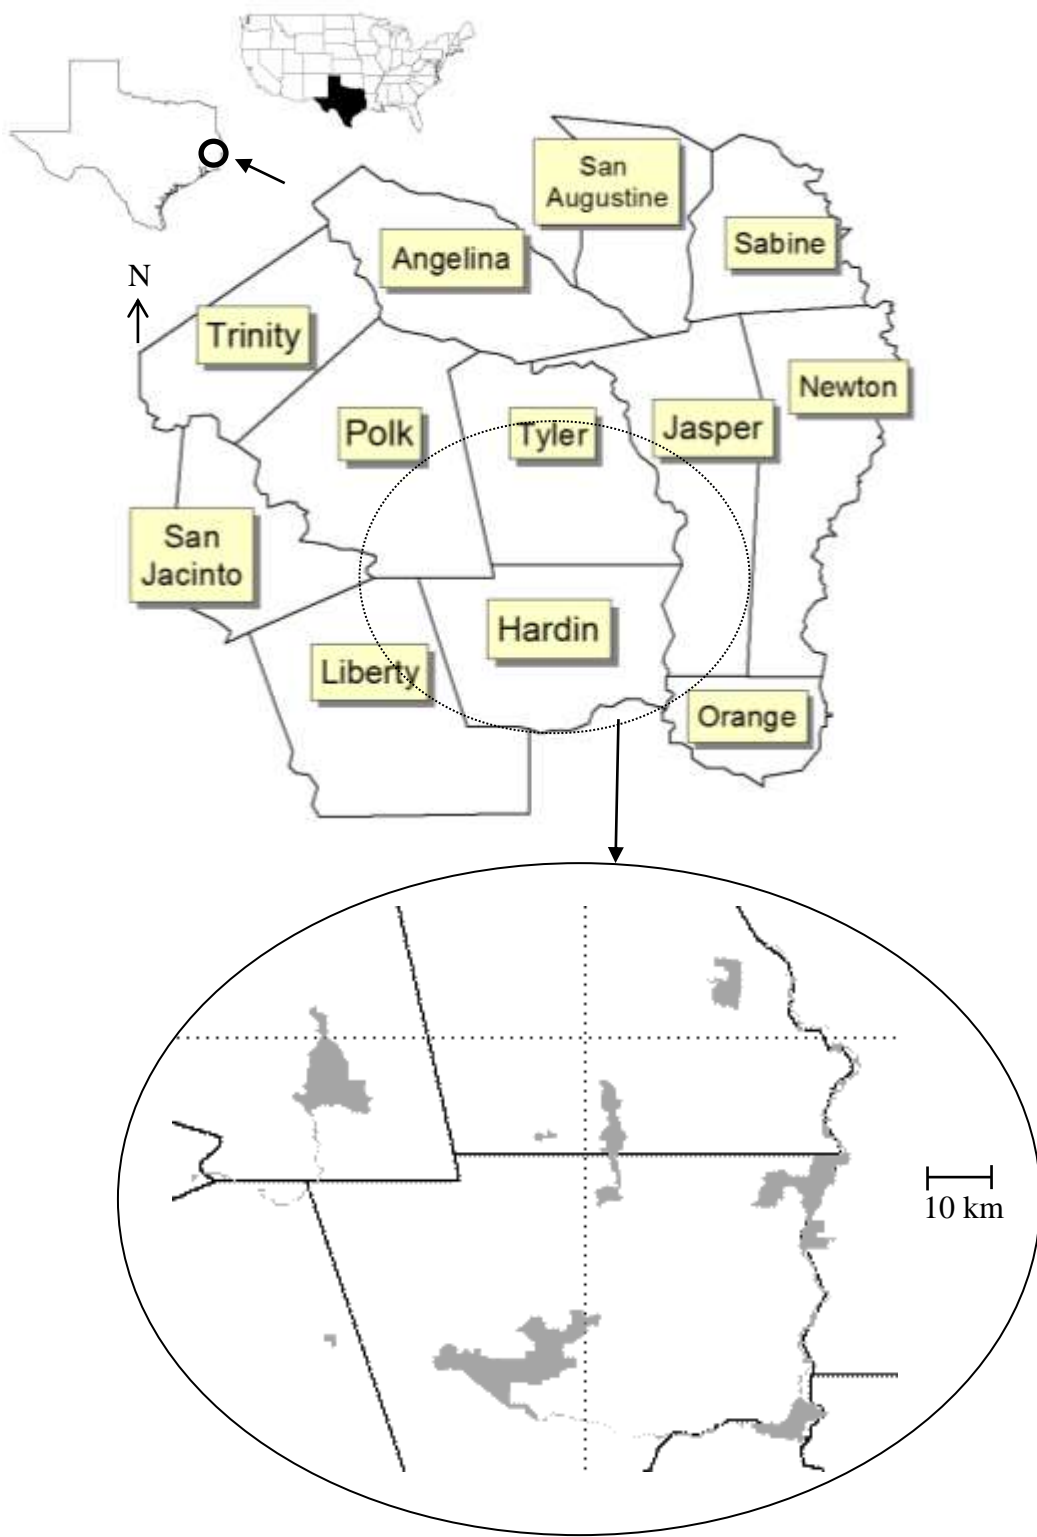 San
Augustine
Sabine
Angelina
N
Trinity
Newton
Polk
Tyler
Jasper
San
Jacinto
Hardin
Liberty
Orange
10 km